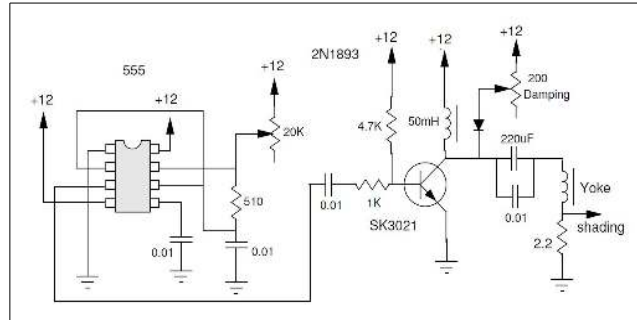 555
+12
+12
+12
20K
510
0.01
0.01
2N1893
+12
+12
+12
4.7K
50mH
200
Damping
220uF
0.01
1K
SK3021
0.01
Yoke
shading
2.2